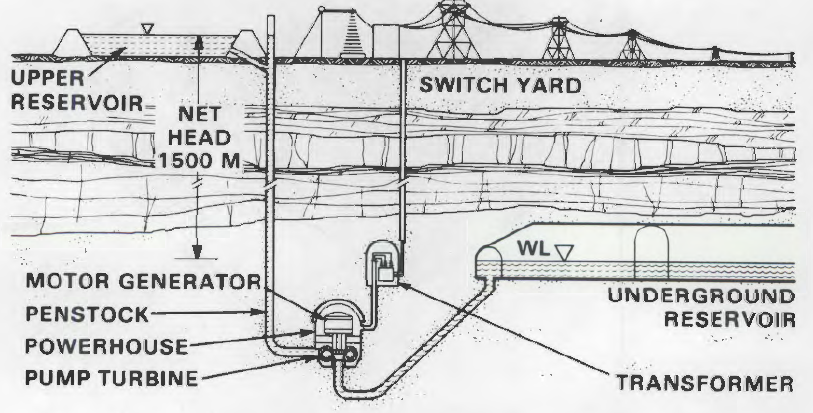 UPPER
RESERVOIR
NET
HEAD
1500 M
SWITCH YARD
WL
MOTOR GENERATOR
PENSTOCK
POWERHOUSE
PUMP TURBINE
UNDERGROUND
RESERVOIR
TRANSFORMER